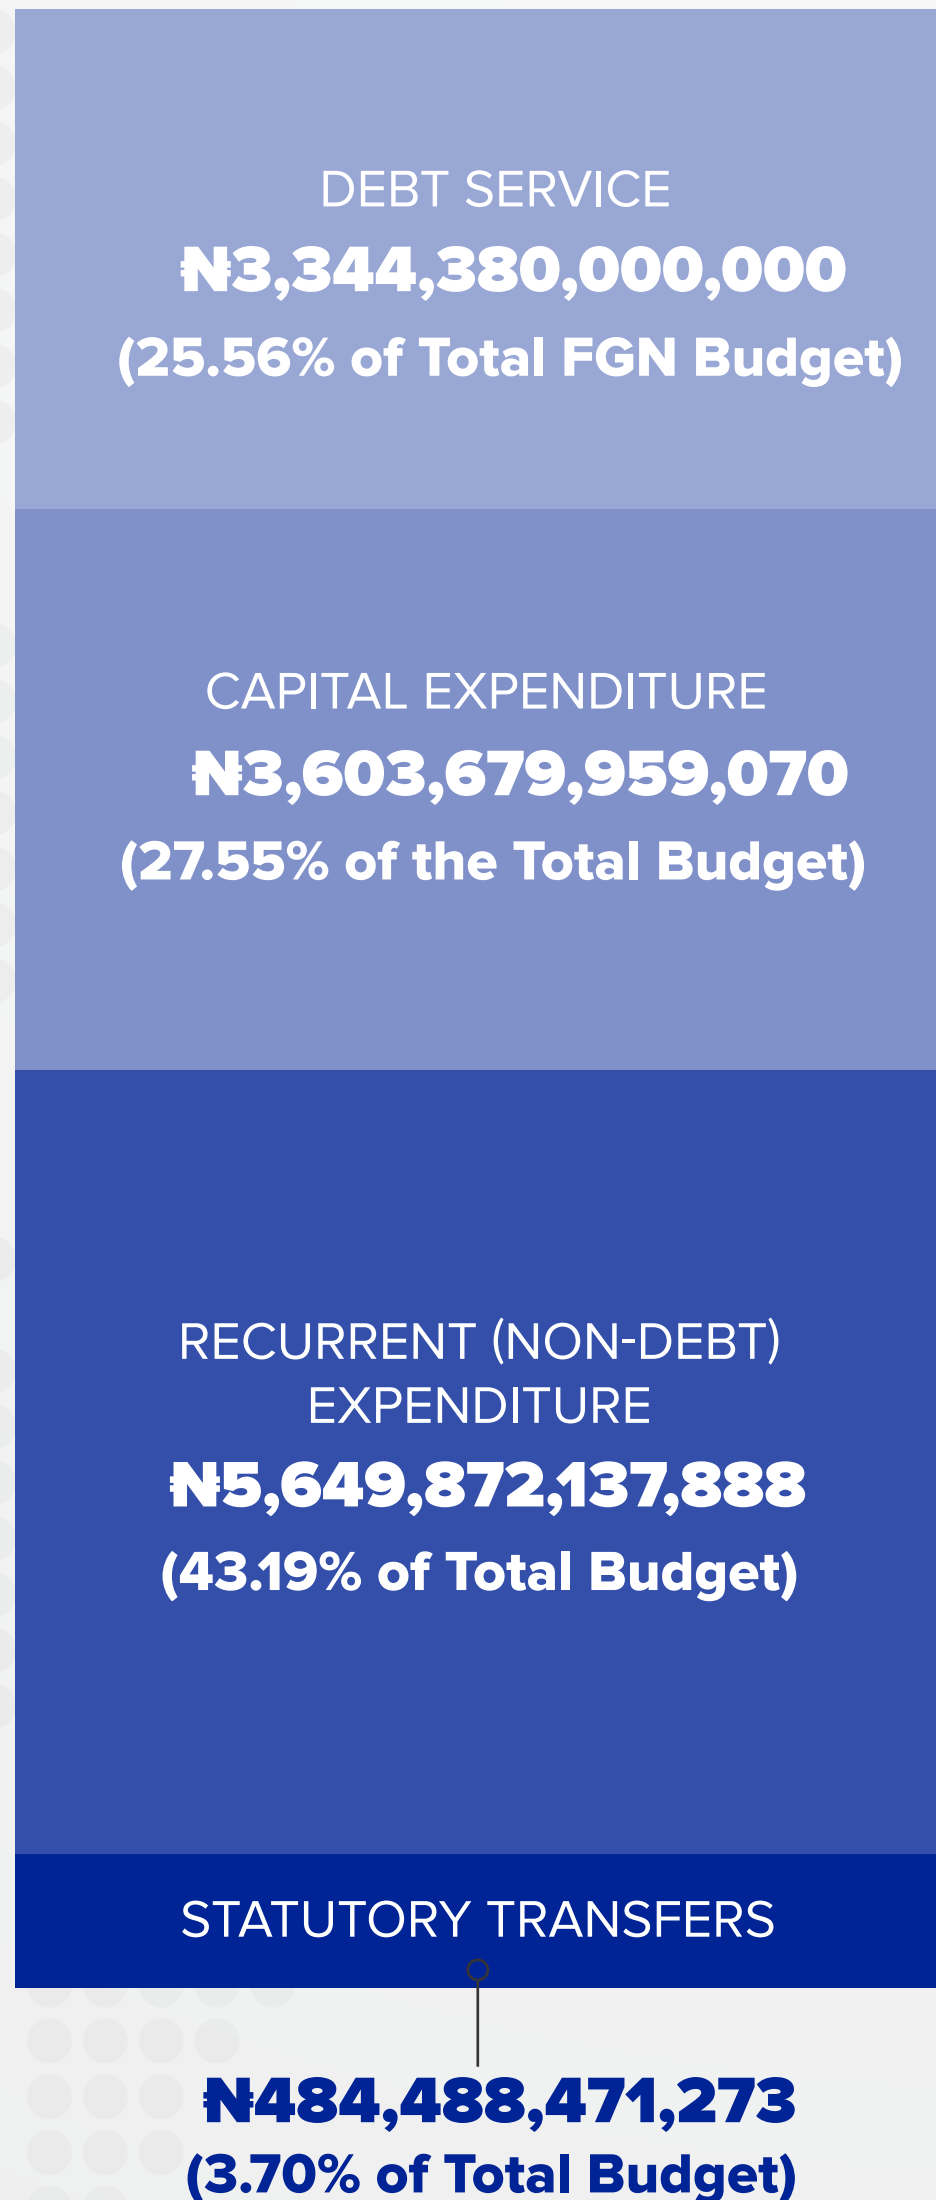 DEBT SERVICE
₦3,344,380,000,000
(25.56% of Total FGN Budget)
CAPITAL EXPENDITURE
₦3,603,679,959,070
(27.55% of the Total Budget)
RECURRENT (NON-DEBT)
EXPENDITURE
₦5,649,872,137,888
(43.19% of Total Budget)
STATUTORY TRANSFERS
₦484,488,471,273
(3.70% of Total Budget)